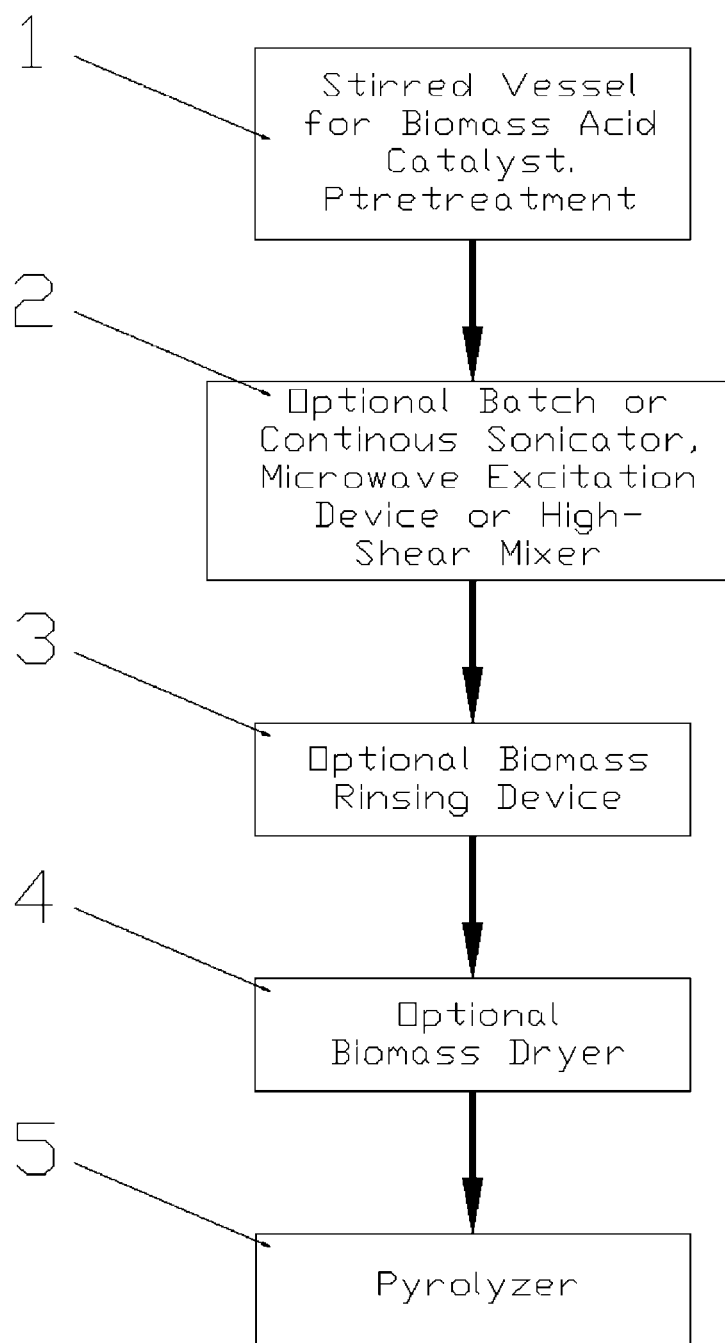 1
Stirred Vessel
for Biomass Acid
Catalyst.
Ptretreatment
2
Optional Batch or
Continous Sonicator,
Microwave Excitation
Device or High-
Shear Mixer
3
Optional Biomass
Rinsing Device
4
Optional
Biomass Dryer
5
Pyrolyzer